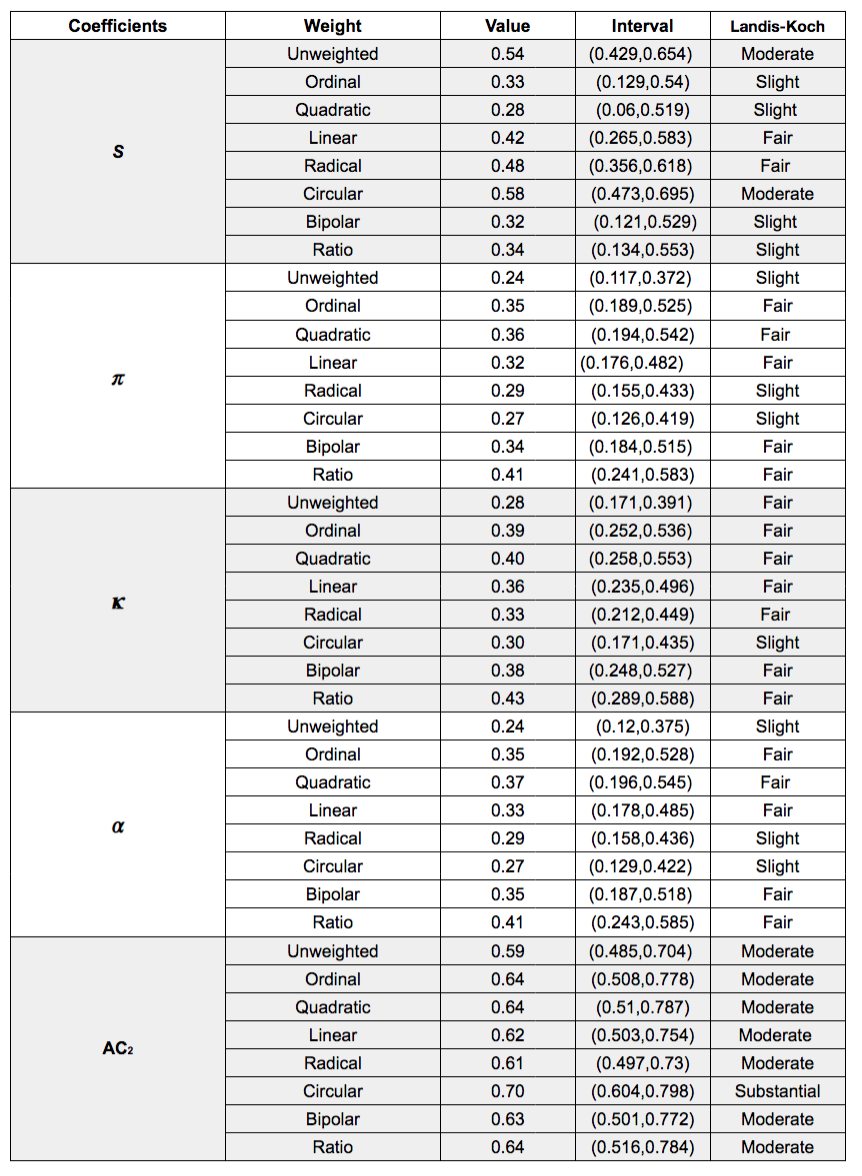 Coefficients Weight Value Interval Landis-Koch
Unweighted 0.54 (0.429,0.654) Moderate
Ordinal 0.33 (0.129,0.54) Slight
Quadratic 0.28 (0.06,0.519) Slight
Linear 0.42 (0.265,0.583) Fair
S Radical 0.48 (0.356,0.618) Fair
Circular 0.58 (0.473,0.695) Moderate
Bipolar 0.32 (0.121,0.529) Slight
Ratio 0.34 (0.134,0.553) Slight
Unweighted 0.24 (0.117,0.372) Slight
Ordinal 0.35 (0.189,0.525) Fair
Quadratic 0.36 (0.194,0.542) Fair
Linear 0.32 (0.176,0.482) Fair
π Radical 0.29 (0.155,0.433) Slight
Circular 0.27 (0.126,0.419) Slight
Bipolar 0.34 (0.184,0.515) Fair
Ratio 0.41 (0.241,0.583) Fair
Unweighted 0.28 (0.171,0.391) Fair
Ordinal 0.39 (0.252,0.536) Fair
Quadratic 0.40 (0.258,0.553) Fair
Linear 0.36 (0.235,0.496) Fair
κ Radical 0.33 (0.212,0.449) Fair
Circular 0.30 (0.171,0.435) Slight
Bipolar 0.38 (0.248,0.527) Fair
Ratio 0.43 (0.289,0.588) Fair
Unweighted 0.24 (0.12,0.375) Slight
Ordinal 0.35 (0.192,0.528) Fair
Quadratic 0.37 (0.196,0.545) Fair
Linear 0.33 (0.178,0.485) Fair
α Radical 0.29 (0.158,0.436) Slight
Circular 0.27 (0.129,0.422) Slight
Bipolar 0.35 (0.187,0.518) Fair
Ratio 0.41 (0.243,0.585) Fair
Unweighted 0.59 (0.485,0.704) Moderate
Ordinal 0.64 (0.508,0.778) Moderate
Quadratic 0.64 (0.51,0.787) Moderate
Linear 0.62 (0.503,0.754) Moderate
AC₂ Radical 0.61 (0.497,0.73) Moderate
Circular 0.70 (0.604,0.798) Substantial
Bipolar 0.63 (0.501,0.772) Moderate
Ratio 0.64 (0.516,0.784) Moderate